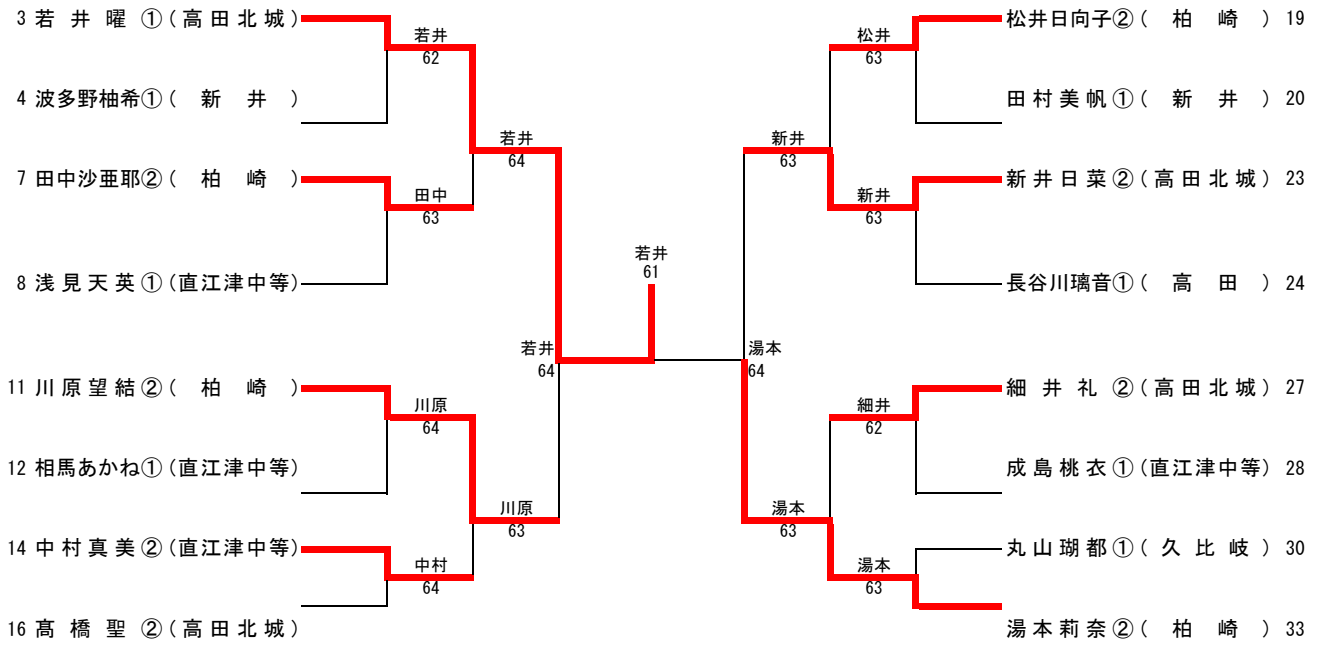 3 若井曜①(高田北城)
4 波多野柚希①(新井)
7 田中沙亜耶②(柏崎)
8 浅見天英①(直江津中等)
11 川原望結②(柏崎)
12 相馬あかね①(直江津中等)
14 中村真美②(直江津中等)
16 髙橋聖②(高田北城)
若井
62
田中
63
川原
64
中村
64
若井
64
川原
63
若井
64
若井
61
湯本
64
新井
63
湯本
63
松井
63
新井
63
細井
62
湯本
63
松井日向子②(柏崎) 19
田村美帆①(新井) 20
新井日菜②(高田北城) 23
長谷川璃音①(高田) 24
細井礼②(高田北城) 27
成島桃衣①(直江津中等) 28
丸山瑚都①(久比岐) 30
湯本莉奈②(柏崎) 33